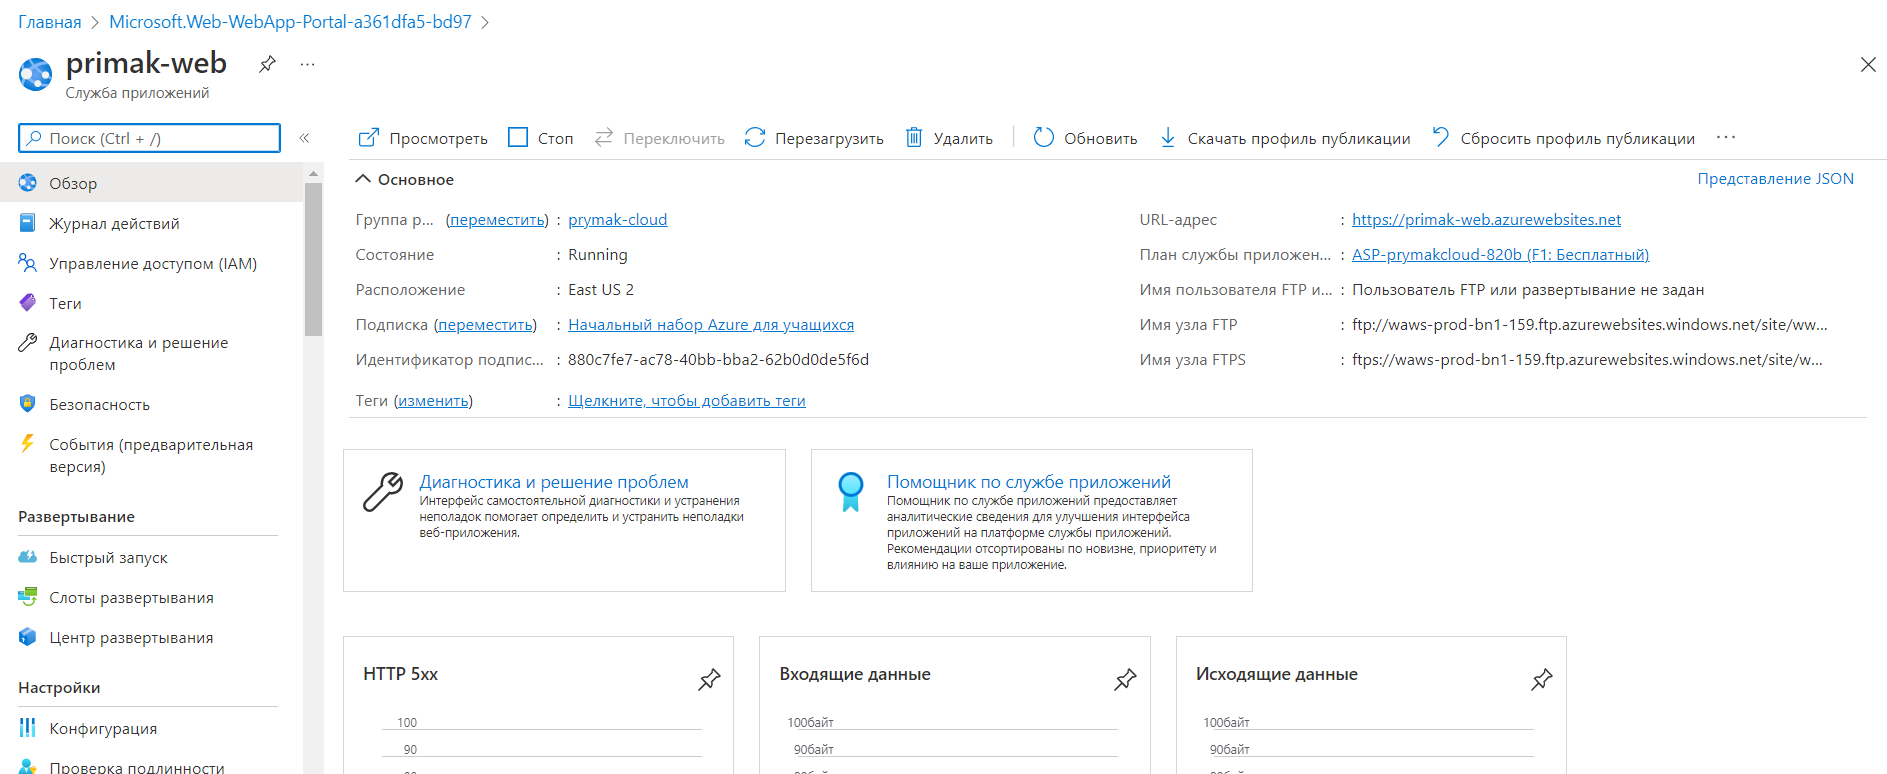 Главная > Microsoft.Web-WebApp-Portal-a361dfa5-bd97 >
primak-web ...
Служба приложений
Поиск (Ctrl + /) «
Обзор
Журнал действий
Управление доступом (IAM)
Теги
Диагностика и решение
проблем
Безопасность
События (предварительная
версия)
Развертывание
Быстрый запуск
Слоты развертывания
Центр развертывания
Настройки
Конфигурация
Проверка подлинности
Просмотреть Стоп Переключить Перезагрузить Удалить Обновить Скачать профиль публикации Сбросить профиль публикации ...
Основное Представление JSON
Группа р... (переместить) : prymak-cloud
Состояние : Running
Расположение : East US 2
Подписка (переместить) : Начальный набор Azure для учащихся
Идентификатор подпис... : 880c7fe7-ac78-40bb-bba2-62b0d0de5f6d
Теги (изменить) : Щелкните, чтобы добавить теги
URL-адрес : https://primak-web.azurewebsites.net
План службы приложен... : ASP-prymakcloud-820b (F1: Бесплатный)
Имя пользователя FTP и... : Пользователь FTP или развертывание не задан
Имя узла FTP : ftp://waws-prod-bn1-159.ftp.azurewebsites.windows.net/site/ww...
Имя узла FTPS : ftps://waws-prod-bn1-159.ftp.azurewebsites.windows.net/site/w...
Диагностика и решение проблем
Интерфейс самостоятельной диагностики и устранения
неполадок помогает определить и устранить неполадки
веб-приложения.
Помощник по службе приложений
Помощник по службе приложений предоставляет
аналитические сведения для улучшения интерфейса
приложений на платформе службы приложений.
Рекомендации отсортированы по новизне, приоритету и
влиянию на ваше приложение.
HTTP 5xx
100
90
Входящие данные
100байт
90байт
Исходящие данные
100байт
90байт